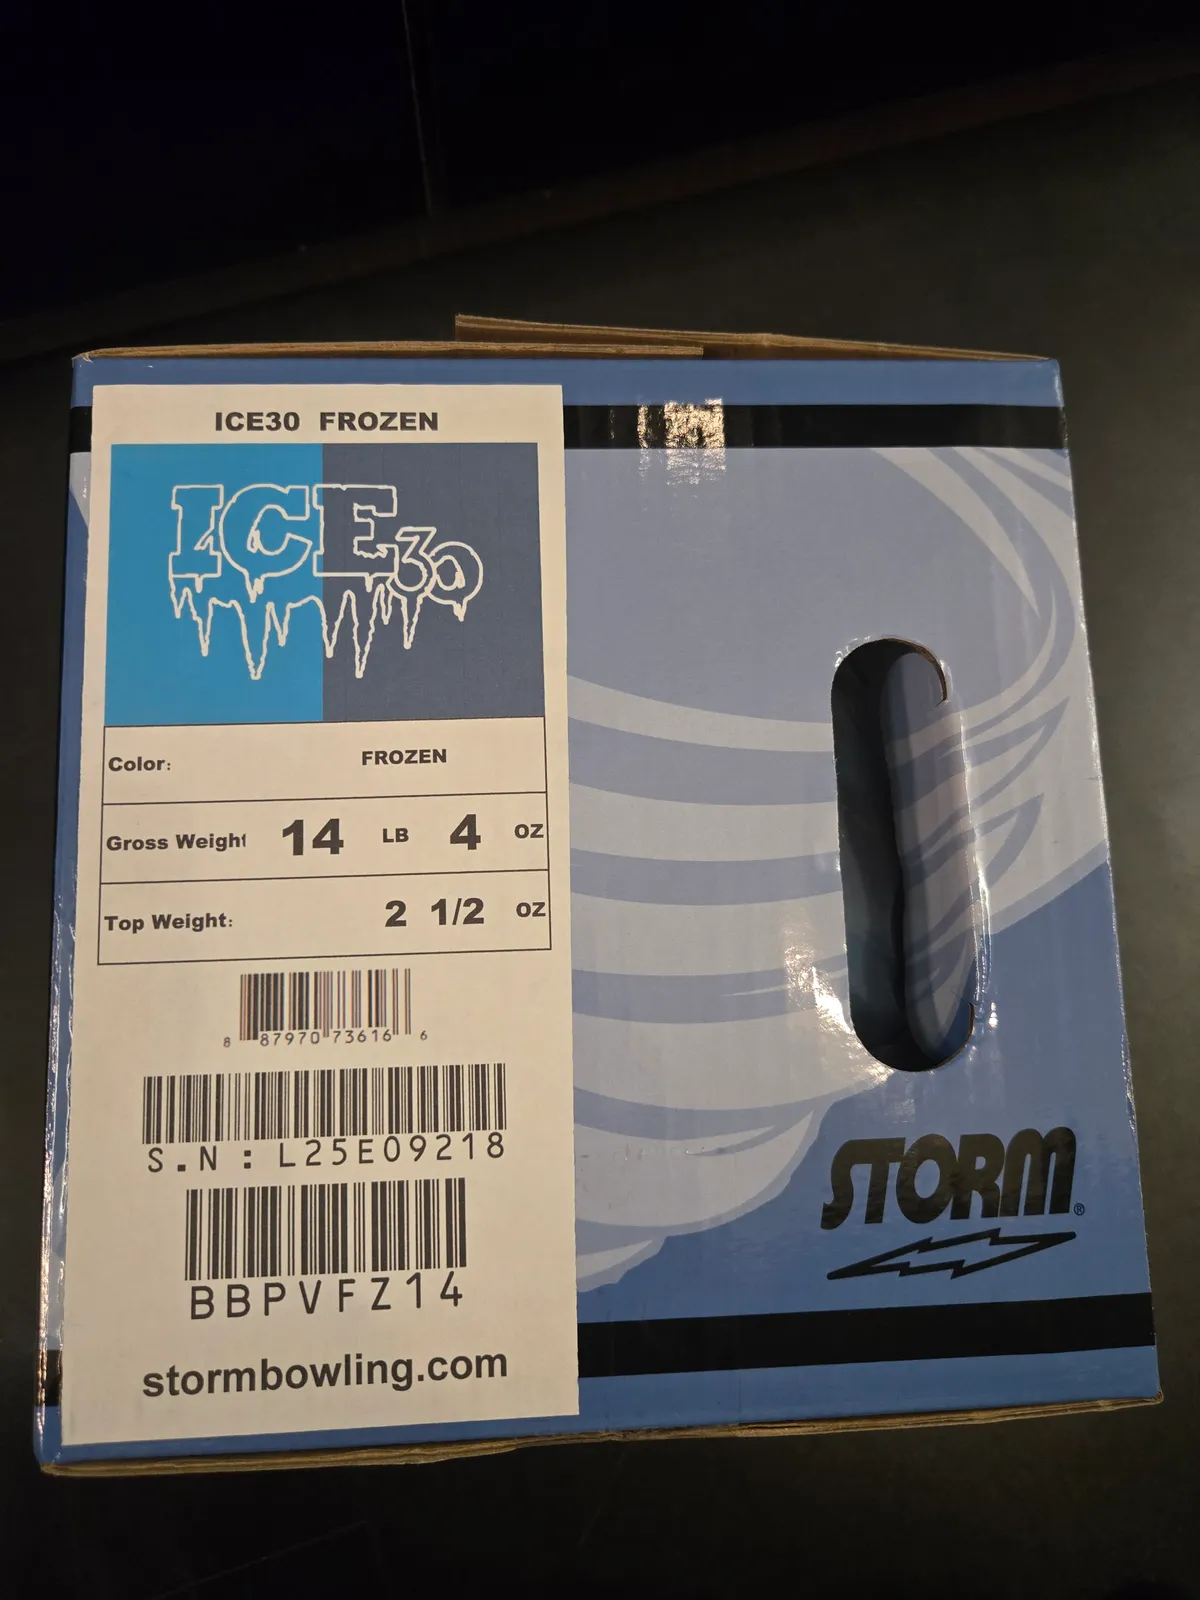 ICE30 FROZEN
ICE30
Color: FROZEN
Gross Weight 14 LB 4 OZ
Top Weight: 2 1/2 OZ
8 87970 73616 6
S.N : L25E09218
BBPVFZ14
stormbowling.com
STORM®